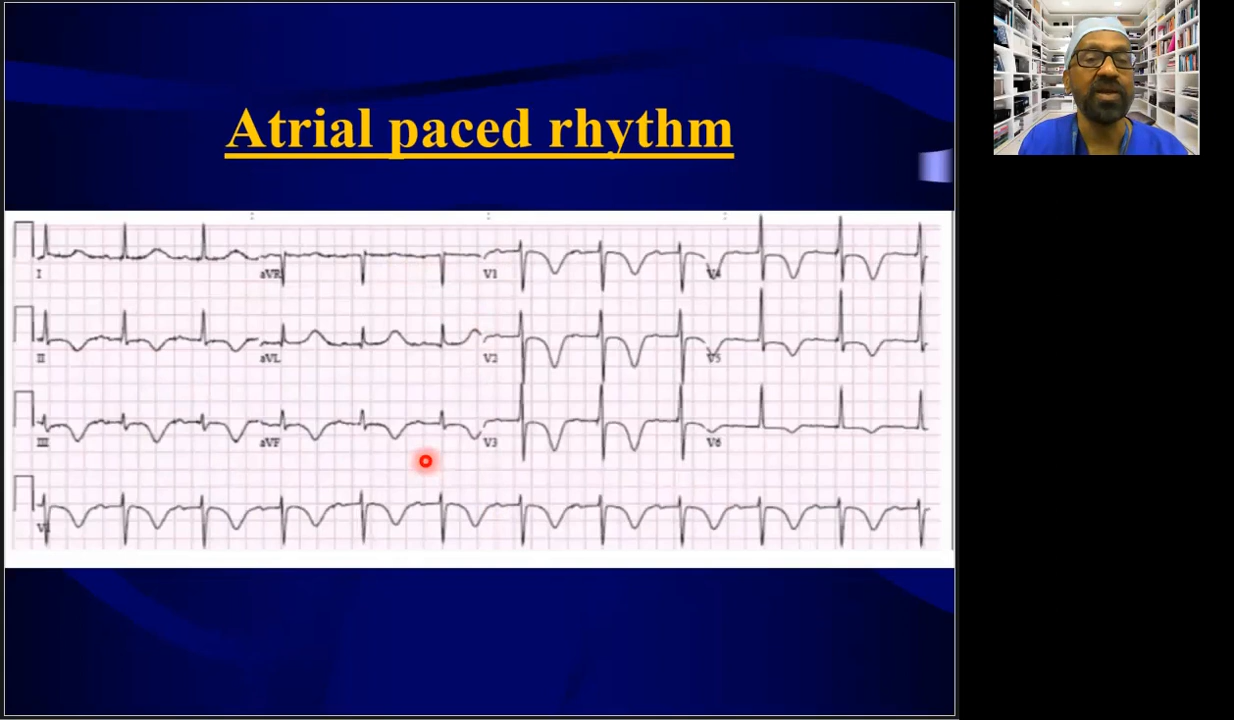 Atrial paced rhythm
I aVR V1 V4
II aVL V2 V5
III aVF V3 V6